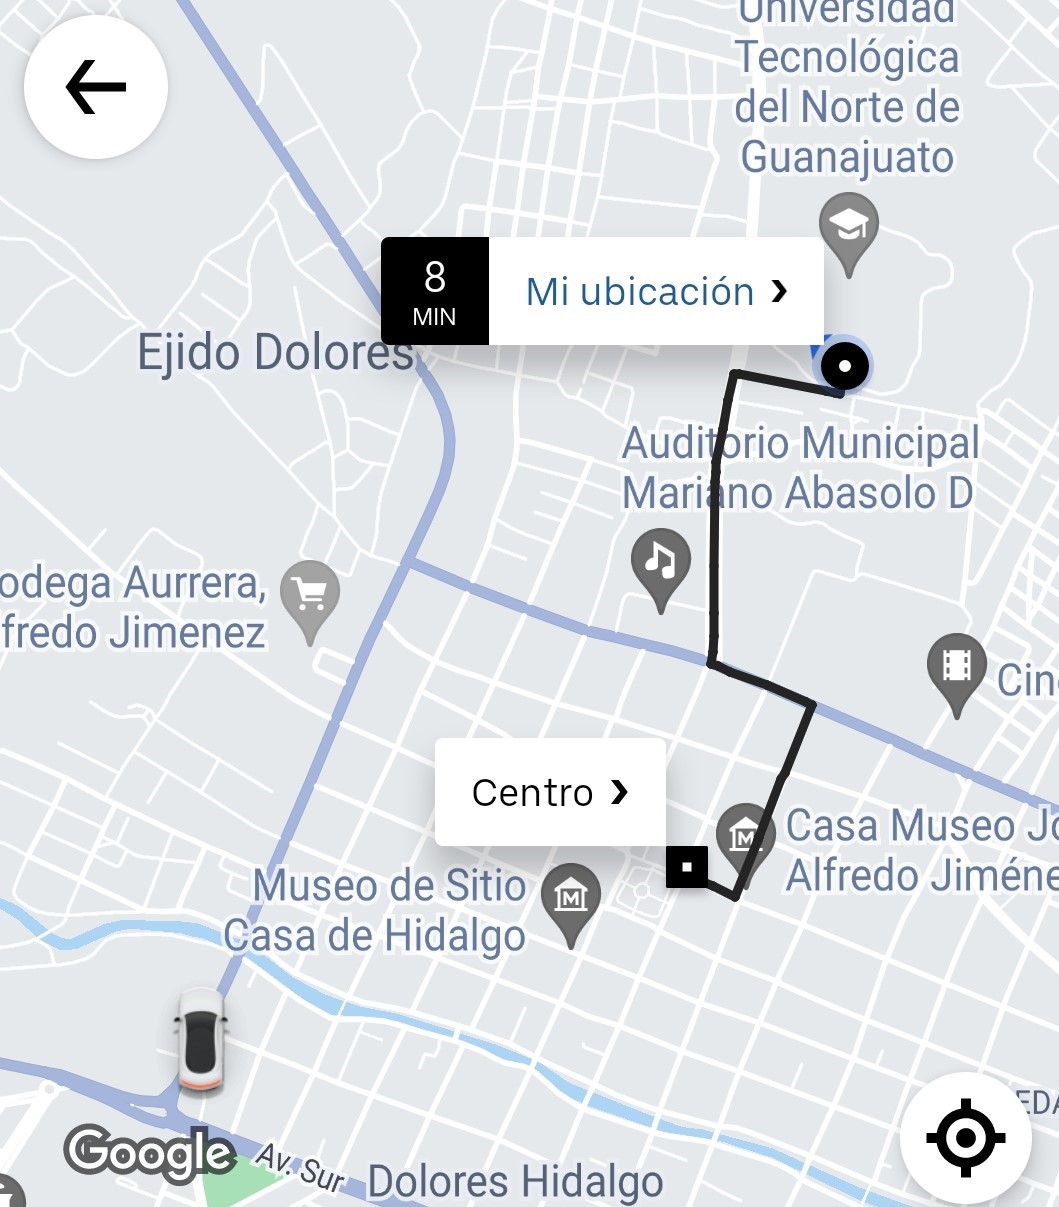 Universidad
Tecnológica
del Norte de
Guanajuato
8
MIN
Mi ubicación
Ejido Dolores
Auditorio Municipal
Mariano Abasolo D
odega Aurrera,
fredo Jimenez
Cin
Centro
Casa Museo Jo
Alfredo Jiméne
Museo de Sitio
Casa de Hidalgo
EDA
Google
Av. Sur
Dolores Hidalgo